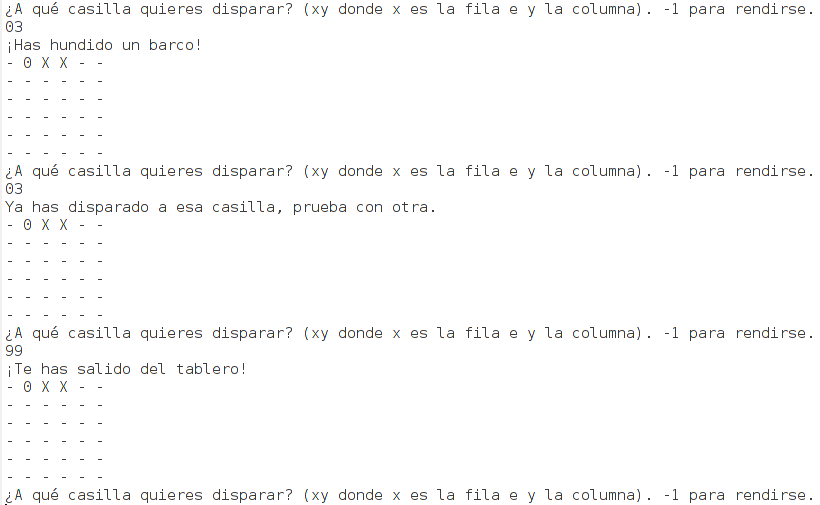 ¿A qué casilla quieres disparar? (xy donde x es la fila e y la columna). -1 para rendirse.
03
¡Has hundido un barco!
- 0 X X - -
- - - - - -
- - - - - -
- - - - - -
- - - - - -
- - - - - -
¿A qué casilla quieres disparar? (xy donde x es la fila e y la columna). -1 para rendirse.
03
Ya has disparado a esa casilla, prueba con otra.
- 0 X X - -
- - - - - -
- - - - - -
- - - - - -
- - - - - -
- - - - - -
¿A qué casilla quieres disparar? (xy donde x es la fila e y la columna). -1 para rendirse.
99
¡Te has salido del tablero!
- 0 X X - -
- - - - - -
- - - - - -
- - - - - -
- - - - - -
- - - - - -
¿A qué casilla quieres disparar? (xy donde x es la fila e y la columna). -1 para rendirse.